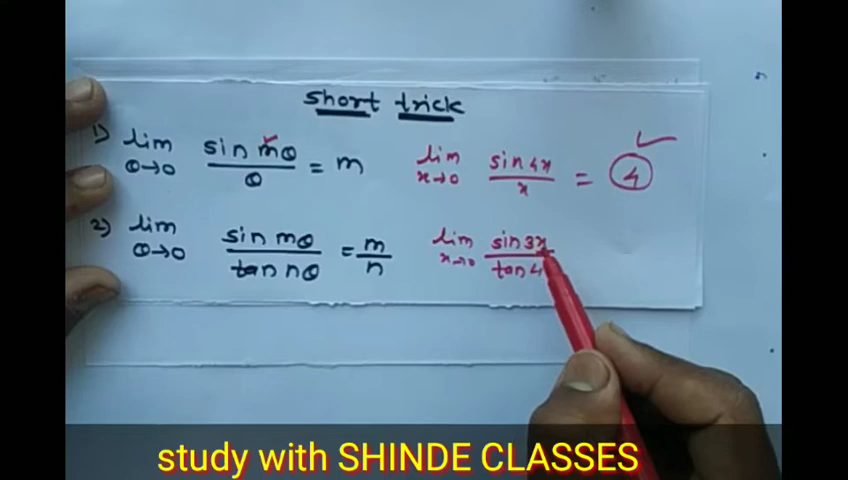 short trick
1) lim θ→0 sin mθ / θ = m lim x→0 sin 4x / x = 4
2) lim θ→0 sin mθ / tan nθ = m/n lim x→0 sin 3x / tan 4
study with SHINDE CLASSES